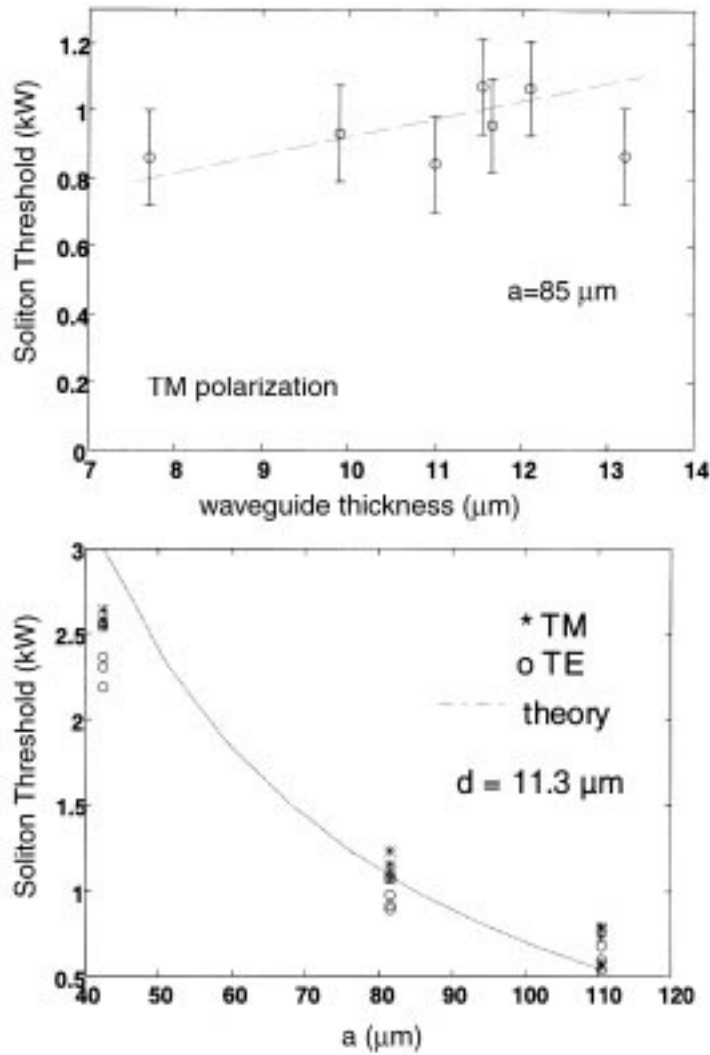 1.2
1
0.8
0.6
0.4
0.2
0
Soliton Threshold (kW)
a=85 μm
TM polarization
7 8 9 10 11 12 13 14
waveguide thickness (μm)
3
2.5
2
1.5
1
0.5
Soliton Threshold (kW)
* TM
o TE
theory
d = 11.3 μm
40 50 60 70 80 90 100 110 120
a (μm)